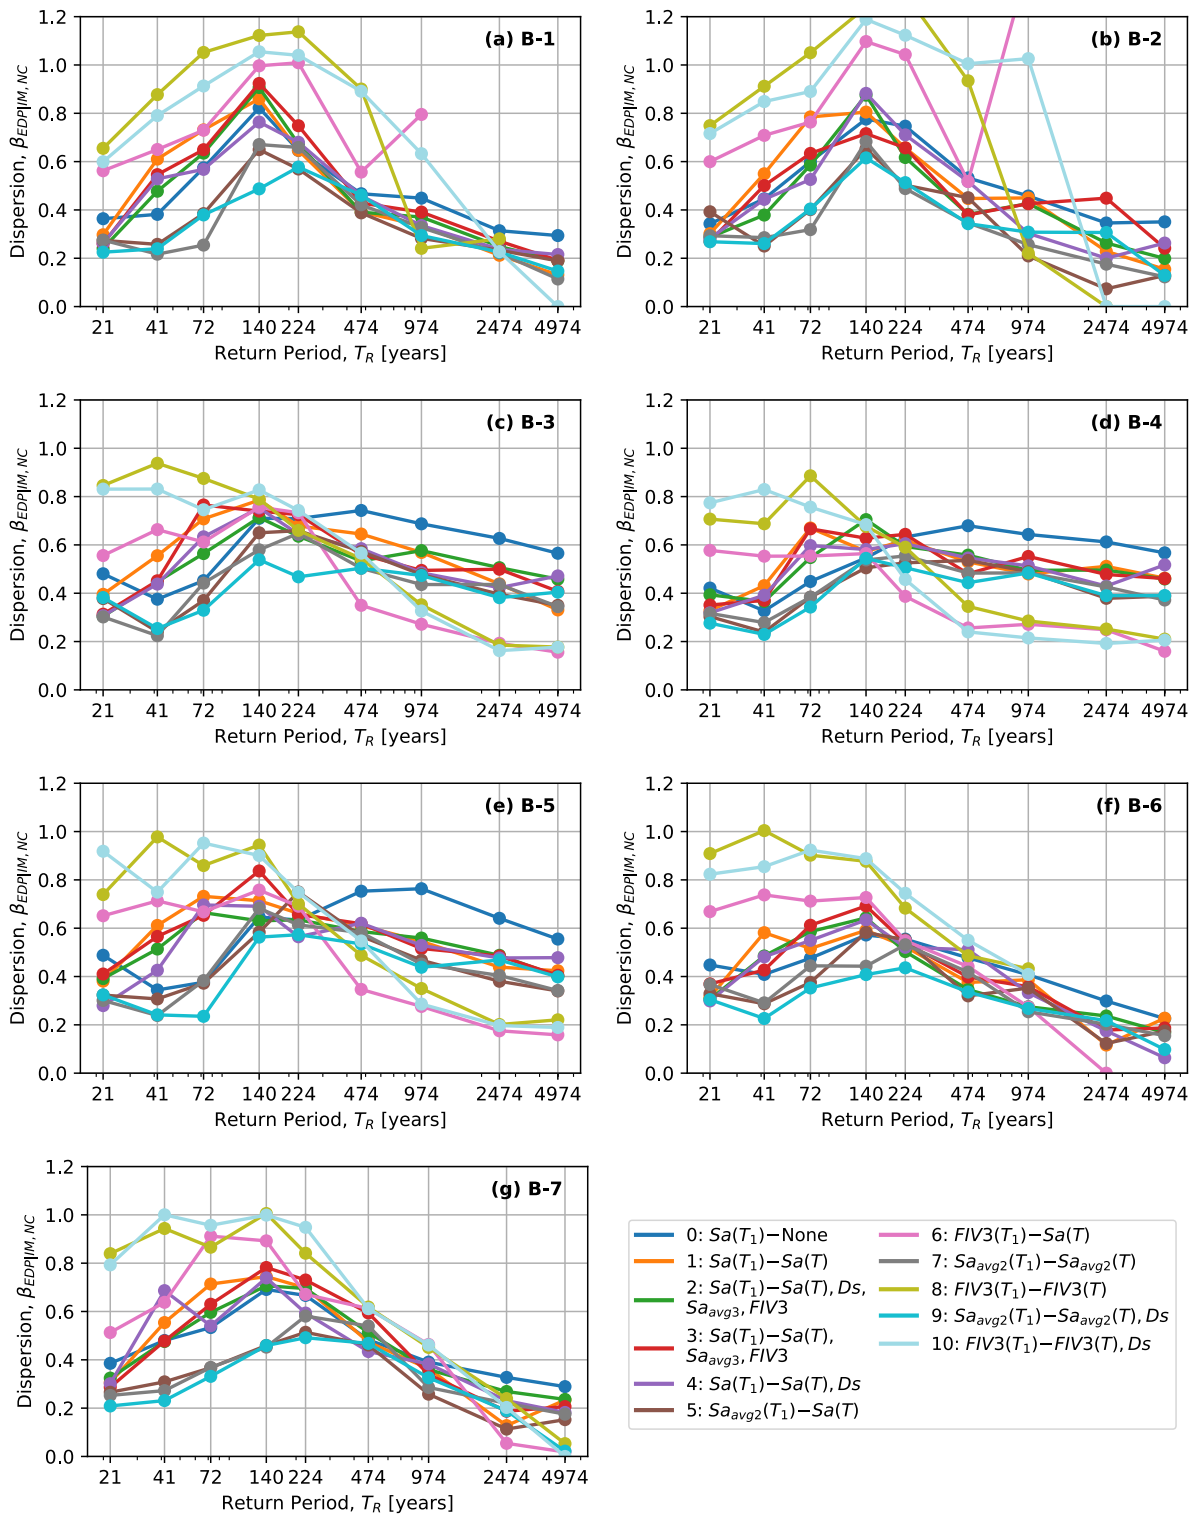 (a) B-1
Dispersion, β_EDP|IM,NC
1.2
1.0
0.8
0.6
0.4
0.2
0.0
21 41 72 140 224 474 974 2474 4974
Return Period, T_R [years]
(b) B-2
Dispersion, β_EDP|IM,NC
1.2
1.0
0.8
0.6
0.4
0.2
0.0
21 41 72 140 224 474 974 2474 4974
Return Period, T_R [years]
(c) B-3
Dispersion, β_EDP|IM,NC
1.2
1.0
0.8
0.6
0.4
0.2
0.0
21 41 72 140 224 474 974 2474 4974
Return Period, T_R [years]
(d) B-4
Dispersion, β_EDP|IM,NC
1.2
1.0
0.8
0.6
0.4
0.2
0.0
21 41 72 140 224 474 974 2474 4974
Return Period, T_R [years]
(e) B-5
Dispersion, β_EDP|IM,NC
1.2
1.0
0.8
0.6
0.4
0.2
0.0
21 41 72 140 224 474 974 2474 4974
Return Period, T_R [years]
(f) B-6
Dispersion, β_EDP|IM,NC
1.2
1.0
0.8
0.6
0.4
0.2
0.0
21 41 72 140 224 474 974 2474 4974
Return Period, T_R [years]
(g) B-7
Dispersion, β_EDP|IM,NC
1.2
1.0
0.8
0.6
0.4
0.2
0.0
21 41 72 140 224 474 974 2474 4974
Return Period, T_R [years]
0: Sa(T₁)−None
1: Sa(T₁)−Sa(T)
2: Sa(T₁)−Sa(T), Ds,
Sa_avg3, FIV3
3: Sa(T₁)−Sa(T),
Sa_avg3, FIV3
4: Sa(T₁)−Sa(T), Ds
5: Sa_avg2(T₁)−Sa(T)
6: FIV3(T₁)−Sa(T)
7: Sa_avg2(T₁)−Sa_avg2(T)
8: FIV3(T₁)−FIV3(T)
9: Sa_avg2(T₁)−Sa_avg2(T), Ds
10: FIV3(T₁)−FIV3(T), Ds